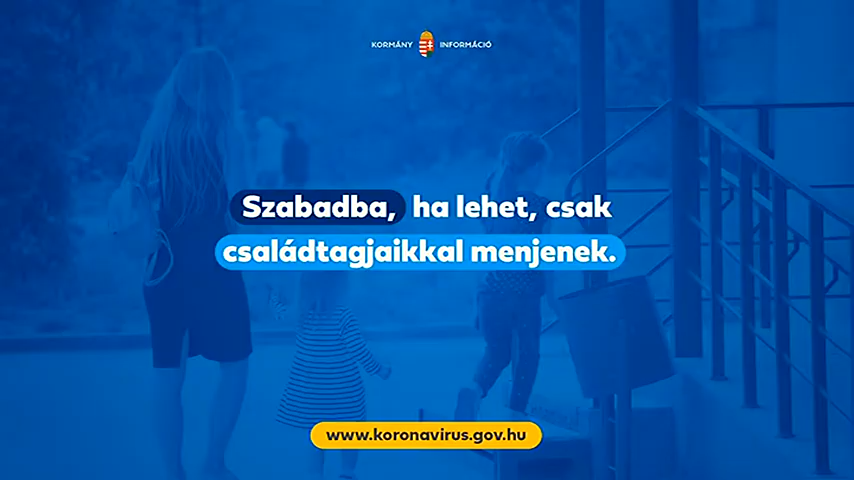 KORMÁNY INFORMÁCIÓ
Szabadba, ha lehet, csak
családtagjaikkal menjenek.
www.koronavirus.gov.hu